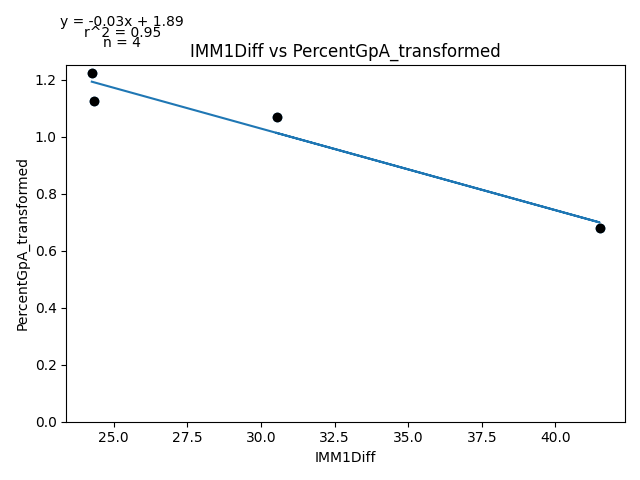 y = -0.03x + 1.89
r^2 = 0.95
n = 4
IMM1Diff vs PercentGpA_transformed
PercentGpA_transformed
1.2
1.0
0.8
0.6
0.4
0.2
0.0
25.0 27.5 30.0 32.5 35.0 37.5 40.0
IMM1Diff